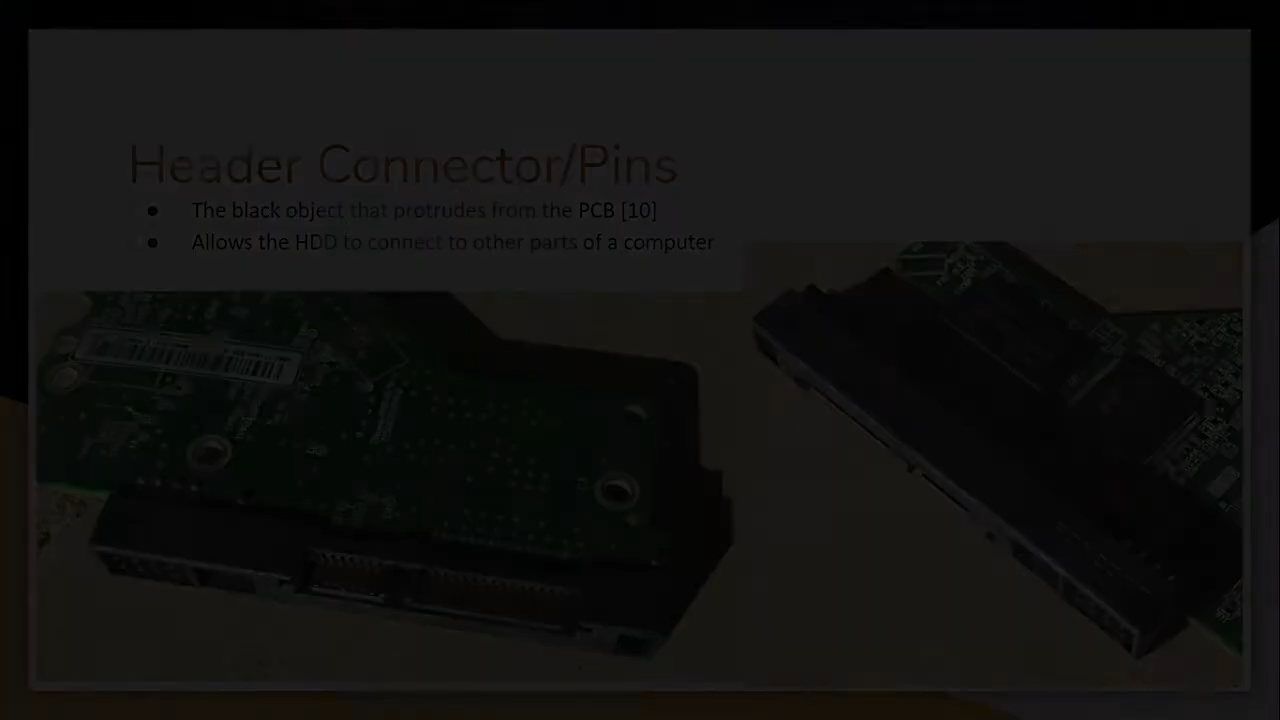 Header Connector/Pins
The black object that protrudes from the PCB [10]
Allows the HDD to connect to other parts of a computer